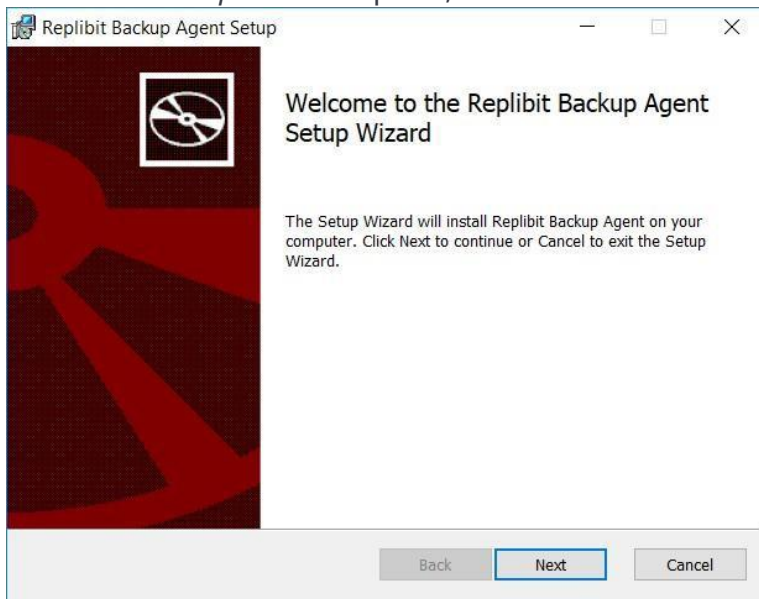 Replibit Backup Agent Setup
Welcome to the Replibit Backup Agent
Setup Wizard
The Setup Wizard will install Replibit Backup Agent on your
computer. Click Next to continue or Cancel to exit the Setup
Wizard.
Back Next Cancel